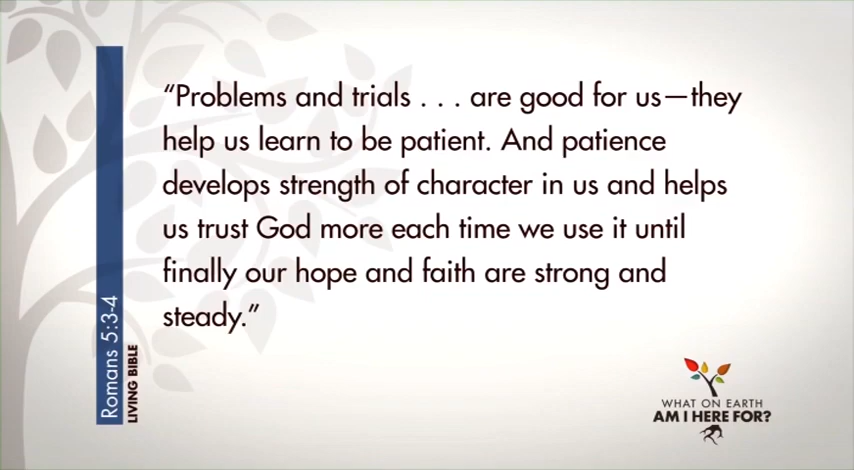 “Problems and trials . . . are good for us—they
help us learn to be patient. And patience
develops strength of character in us and helps
us trust God more each time we use it until
finally our hope and faith are strong and
steady.”
Romans 5:3-4
LIVING BIBLE
WHAT ON EARTH
AM I HERE FOR?